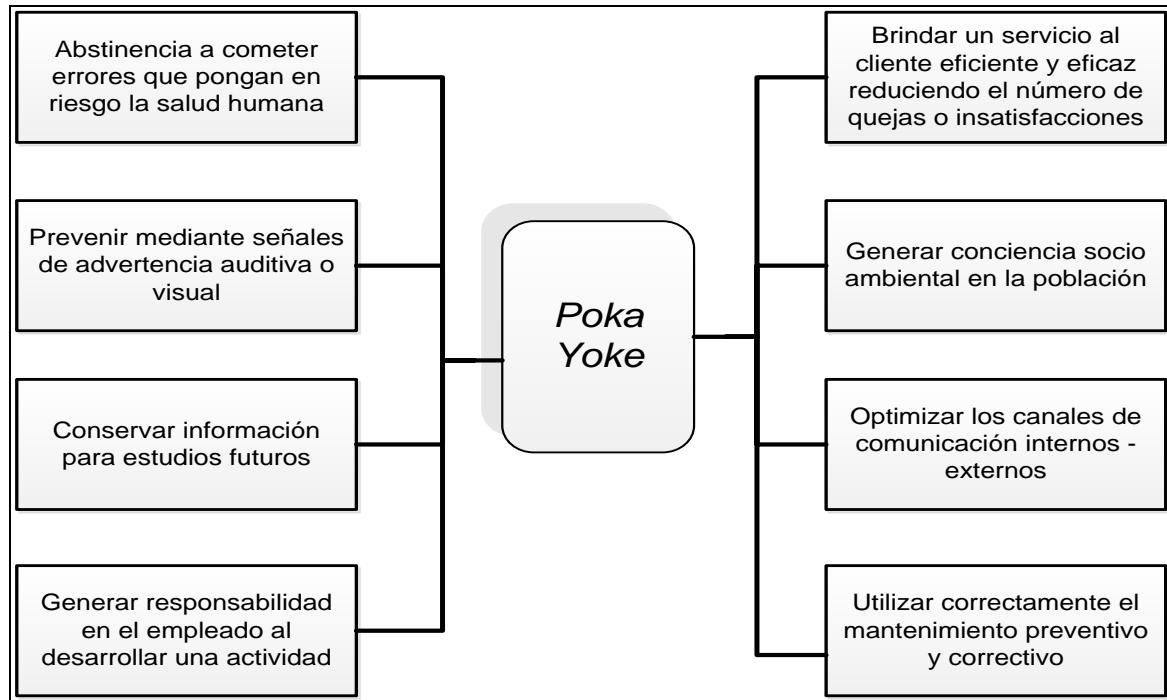 Abstinencia a cometer
errores que pongan en
riesgo la salud humana
Prevenir mediante señales
de advertencia auditiva o
visual
Conservar información
para estudios futuros
Generar responsabilidad
en el empleado al
desarrollar una actividad
Poka
Yoke
Brindar un servicio al
cliente eficiente y eficaz
reduciendo el número de
quejas o insatisfacciones
Generar conciencia socio
ambiental en la población
Optimizar los canales de
comunicación internos -
externos
Utilizar correctamente el
mantenimiento preventivo
y correctivo